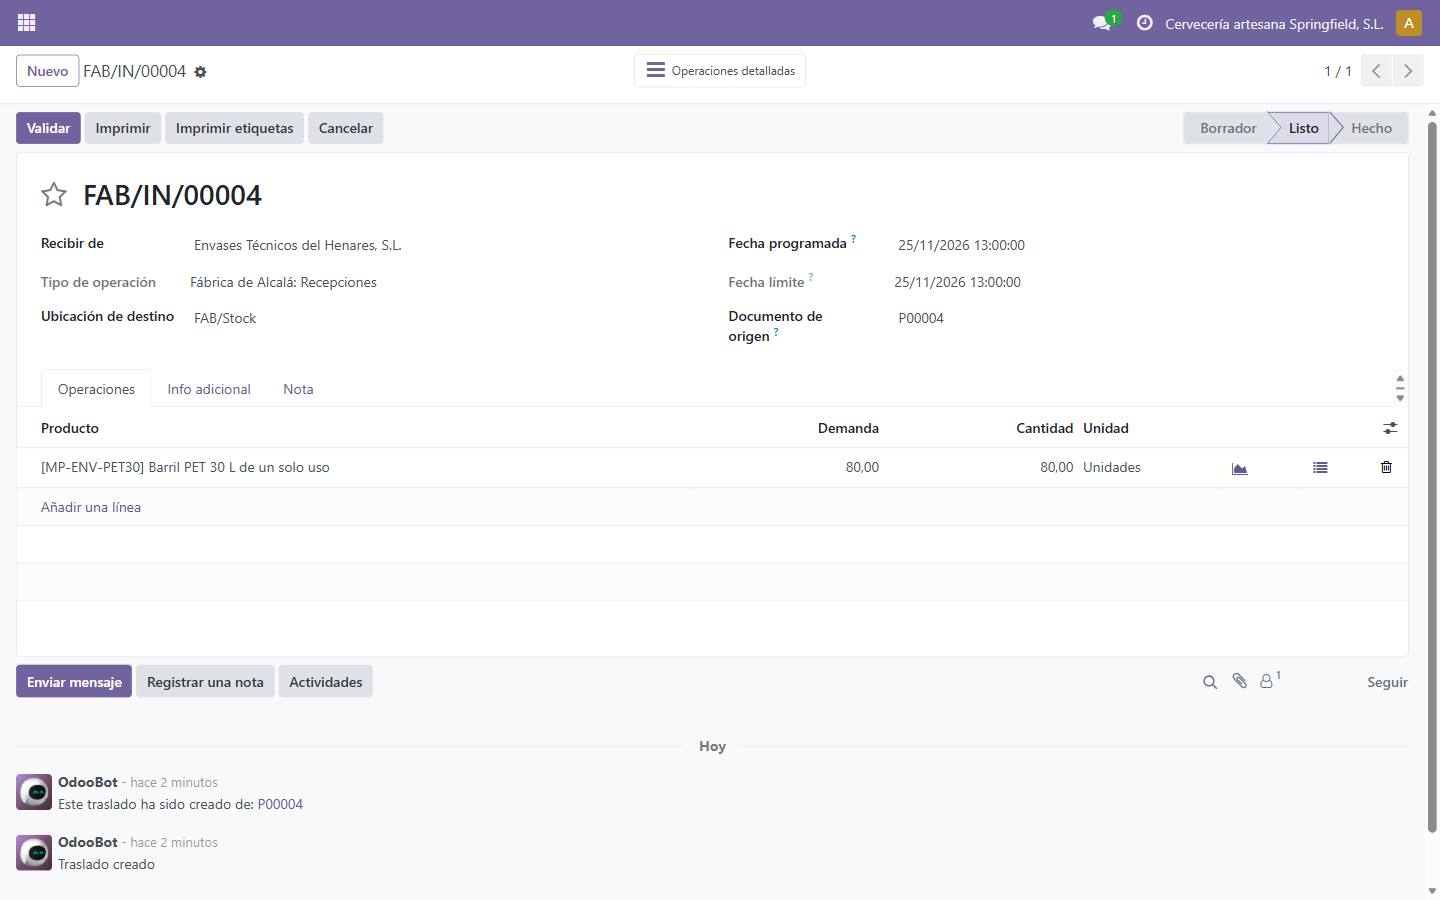 1
Cervecería artesana Springfield, S.L.
A
Nuevo
FAB/IN/00004
Operaciones detalladas
1 / 1
Validar
Imprimir
Imprimir etiquetas
Cancelar
Borrador
Listo
Hecho
FAB/IN/00004
Recibir de
Envases Técnicos del Henares, S.L.
Fecha programada ?
25/11/2026 13:00:00
Tipo de operación
Fábrica de Alcalá: Recepciones
Fecha límite ?
25/11/2026 13:00:00
Ubicación de destino
FAB/Stock
Documento de
origen ?
P00004
Operaciones
Info adicional
Nota
Producto
Demanda
Cantidad
Unidad
[MP-ENV-PET30] Barril PET 30 L de un solo uso
80,00
80,00
Unidades
Añadir una línea
Enviar mensaje
Registrar una nota
Actividades
1
Seguir
Hoy
OdooBot - hace 2 minutos
Este traslado ha sido creado de: P00004
OdooBot - hace 2 minutos
Traslado creado